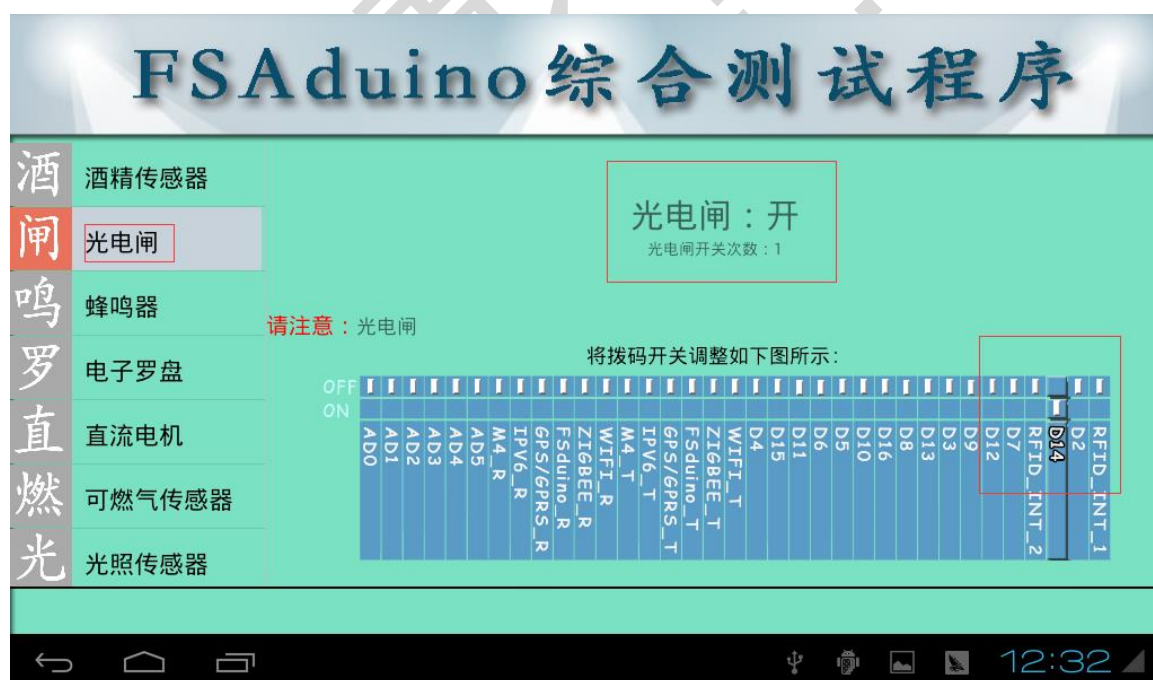 FSAduino综合测试程序
酒 酒精传感器
闸 光电闸
鸣 蜂鸣器
罗 电子罗盘
直 直流电机
燃 可燃气传感器
光 光照传感器
光电闸：开
光电闸开关次数：1
请注意：光电闸
将拨码开关调整如下图所示：
OFF
ON
AD0
AD1
AD2
AD3
AD4
AD5
M4_R
IPV6_R
GPS/GPRS_R
FSduino_R
ZIGBEE_R
WIFI_R
M4_T
IPV6_T
GPS/GPRS_T
FSduino_T
ZIGBEE_T
WIFI_T
D4
D15
D11
D6
D5
D10
D16
D8
D13
D3
D9
D12
D7
RFID_INT_2
D14
D2
RFID_INT_1
12:32